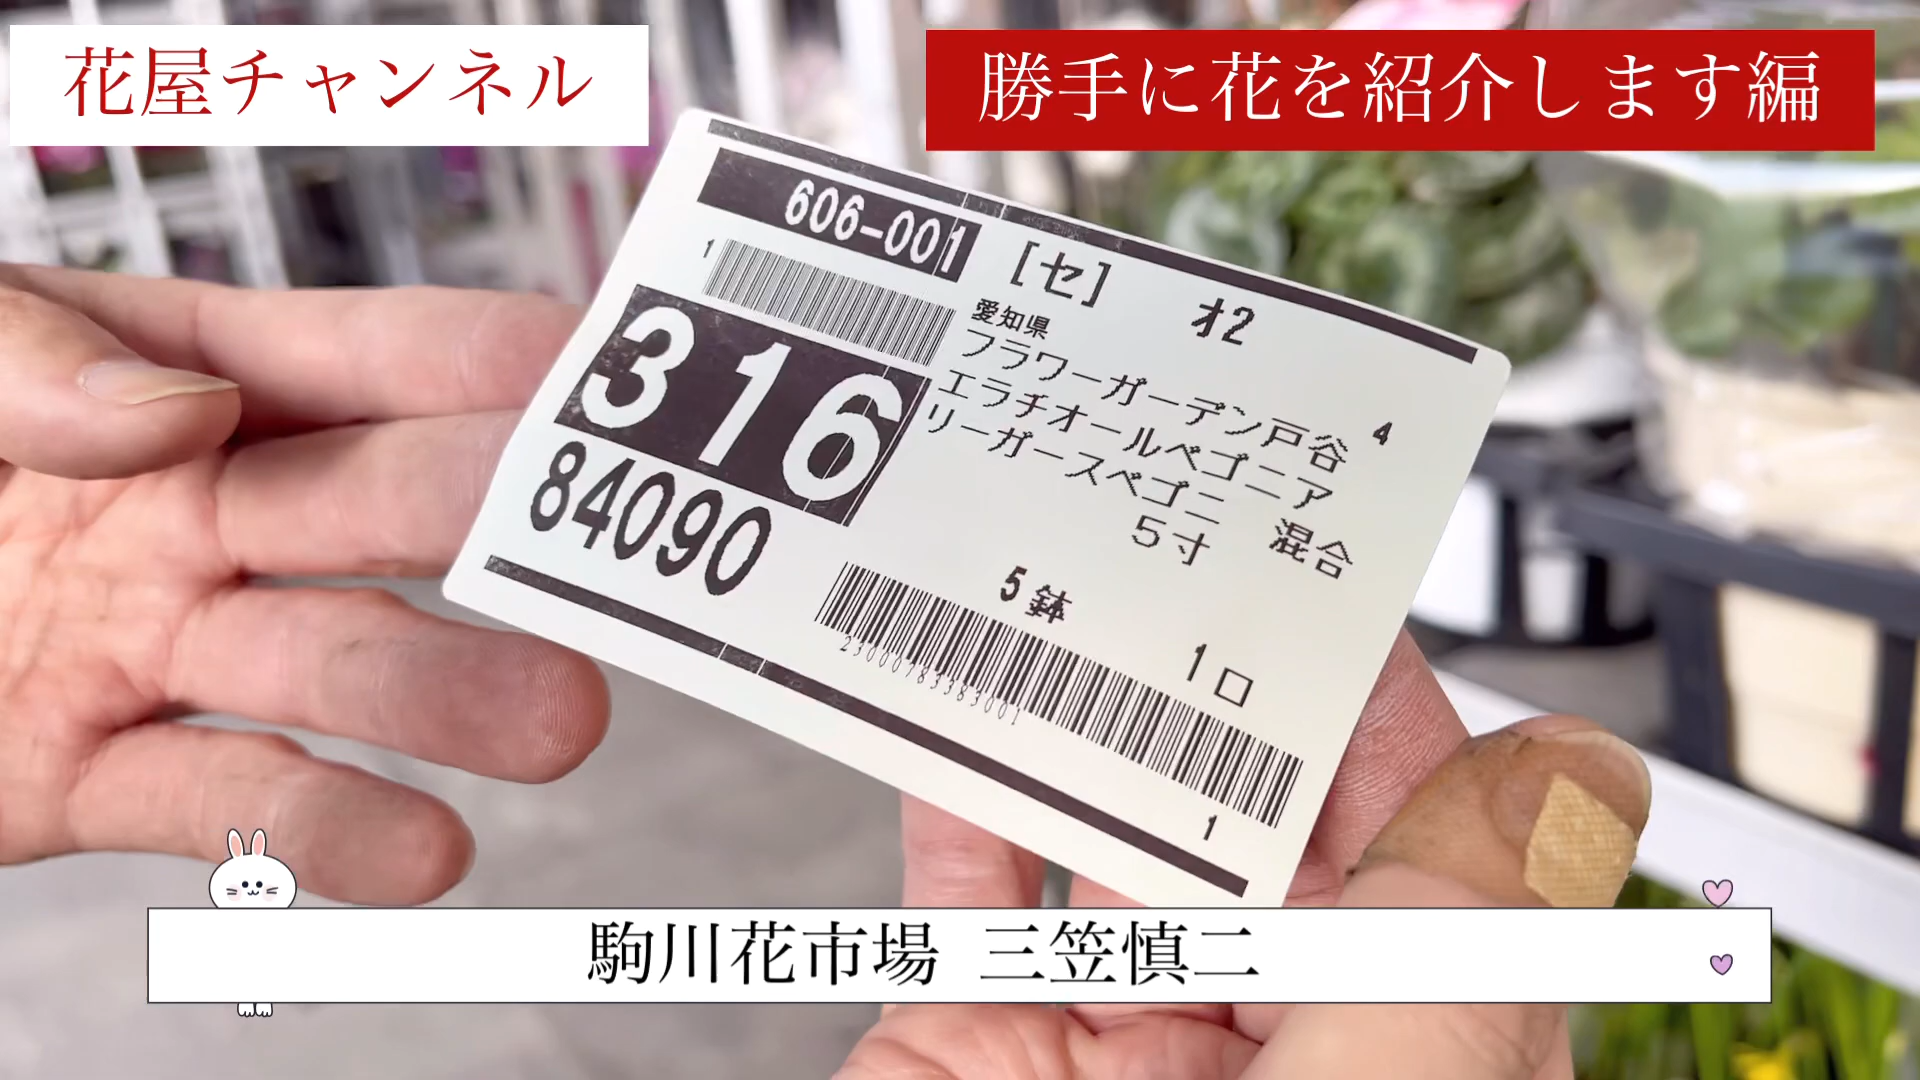 花屋チャンネル
勝手に花を紹介します編
606-001
[セ]
オ2
1
愛知県
フラワーガーデン戸谷
4
316
エラチオールベゴニア
リーガースベゴニ 混合
84090
5寸
5鉢
1口
23000783383001
1
駒川花市場 三笠慎二